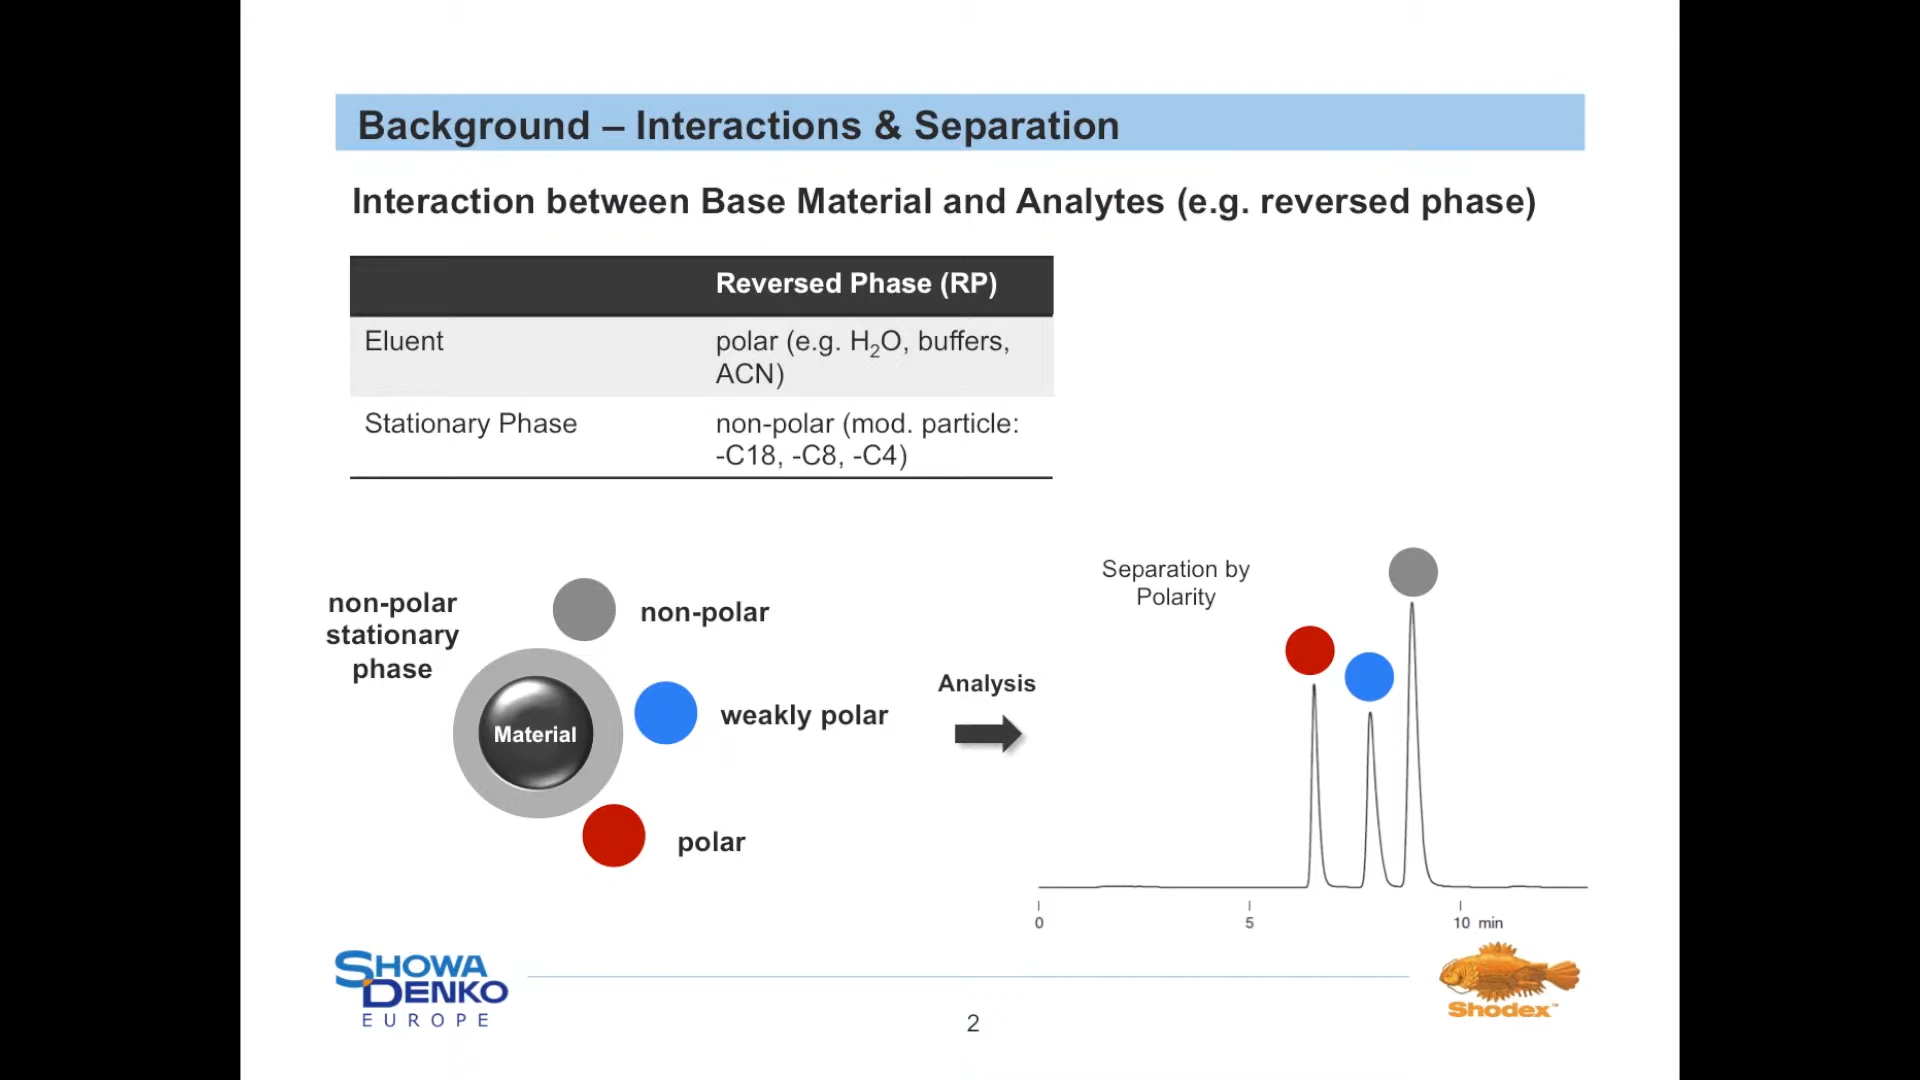 Background – Interactions & Separation
Interaction between Base Material and Analytes (e.g. reversed phase)
Reversed Phase (RP)
Eluent
polar (e.g. H₂O, buffers,
ACN)
Stationary Phase
non-polar (mod. particle:
-C18, -C8, -C4)
non-polar
stationary
phase
non-polar
Material
weakly polar
polar
Analysis
Separation by
Polarity
0
5
10 min
SHOWA
DENKO
EUROPE
2
Shodex™